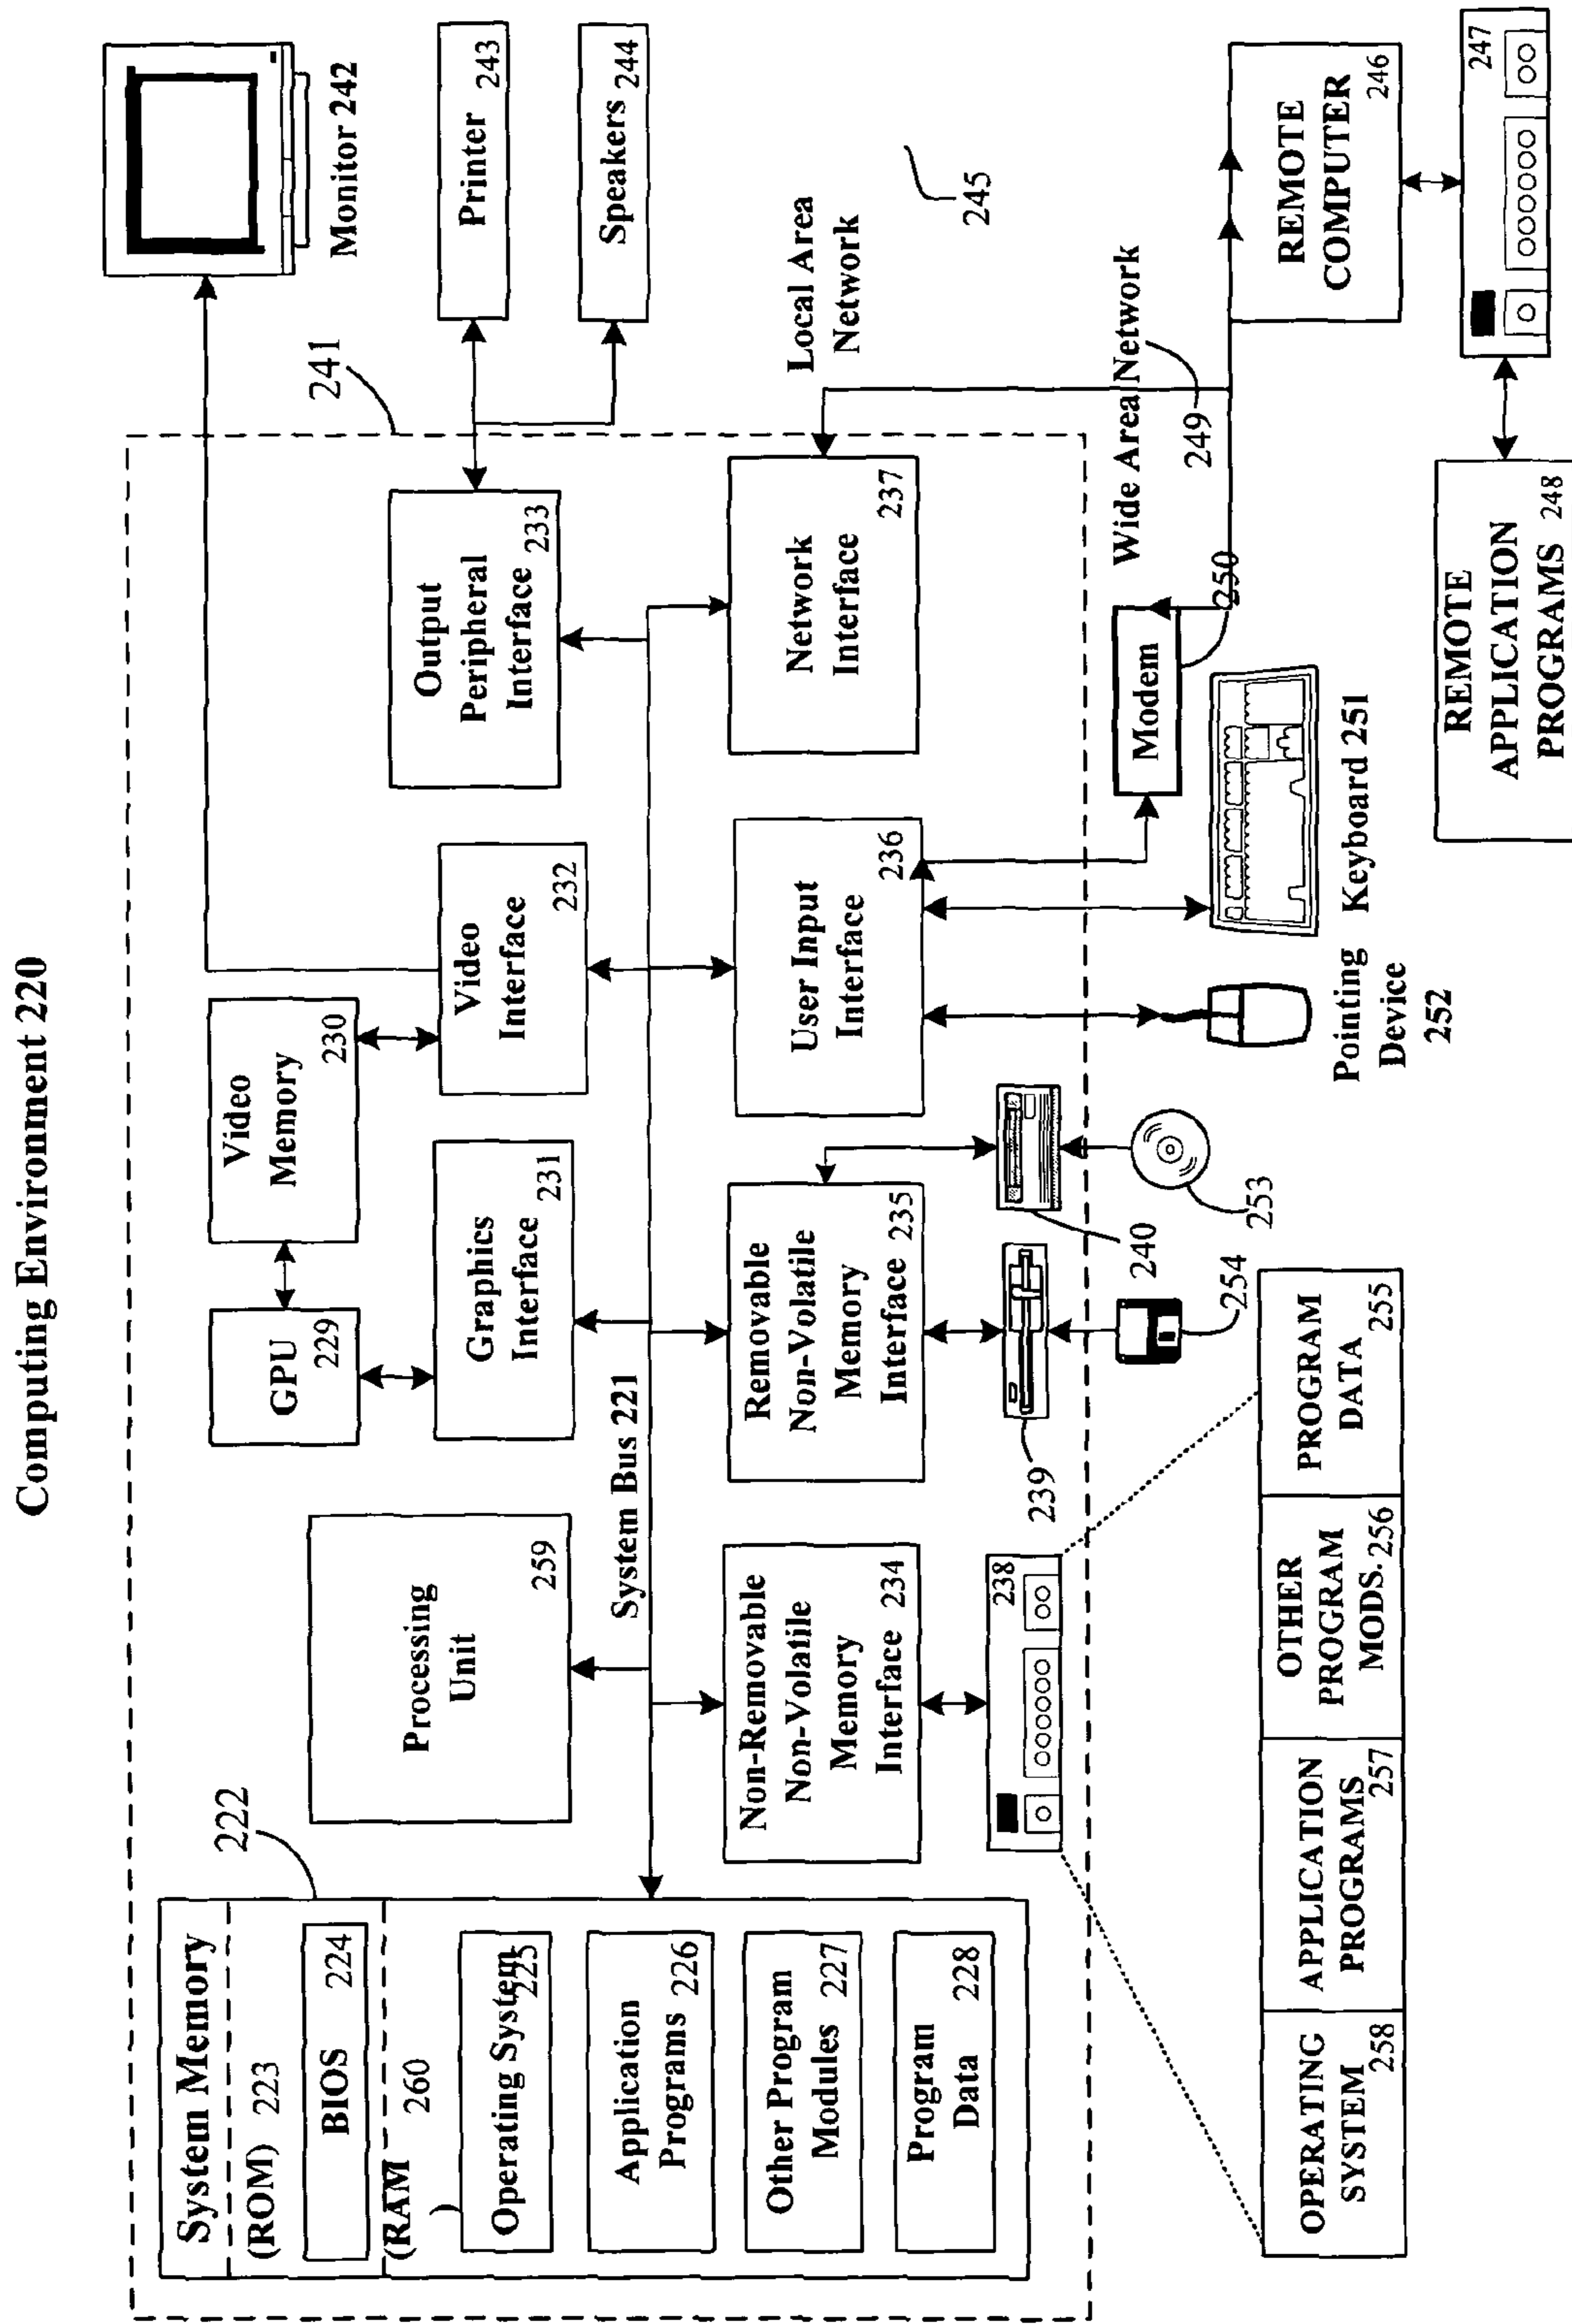 Computing Environment 220
System Memory
(ROM) 223
BIOS 224
(RAM
260
)
Operating System
225
Application
Programs 226
Other Program
Modules 227
Program
Data
228
222
Processing
Unit
259
System Bus 221
GPU
229
Video
Memory
230
Graphics
Interface
231
Video
Interface
232
Output
Peripheral
Interface 233
241
Monitor 242
Printer
243
Speakers
244
Non-Removable
Non-Volatile
Memory
Interface 234
Removable
Non-Volatile
Memory
Interface 235
User Input
Interface
236
Network
Interface
237
Local Area
Network
245
238
239
240
254
253
Modem
250
Wide Area Network
249
Pointing
Device
252
Keyboard 251
REMOTE
COMPUTER
246
247
REMOTE
APPLICATION
PROGRAMS 248
OPERATING
SYSTEM
258
APPLICATION
PROGRAMS
257
OTHER
PROGRAM
MODS. 256
PROGRAM
DATA
255